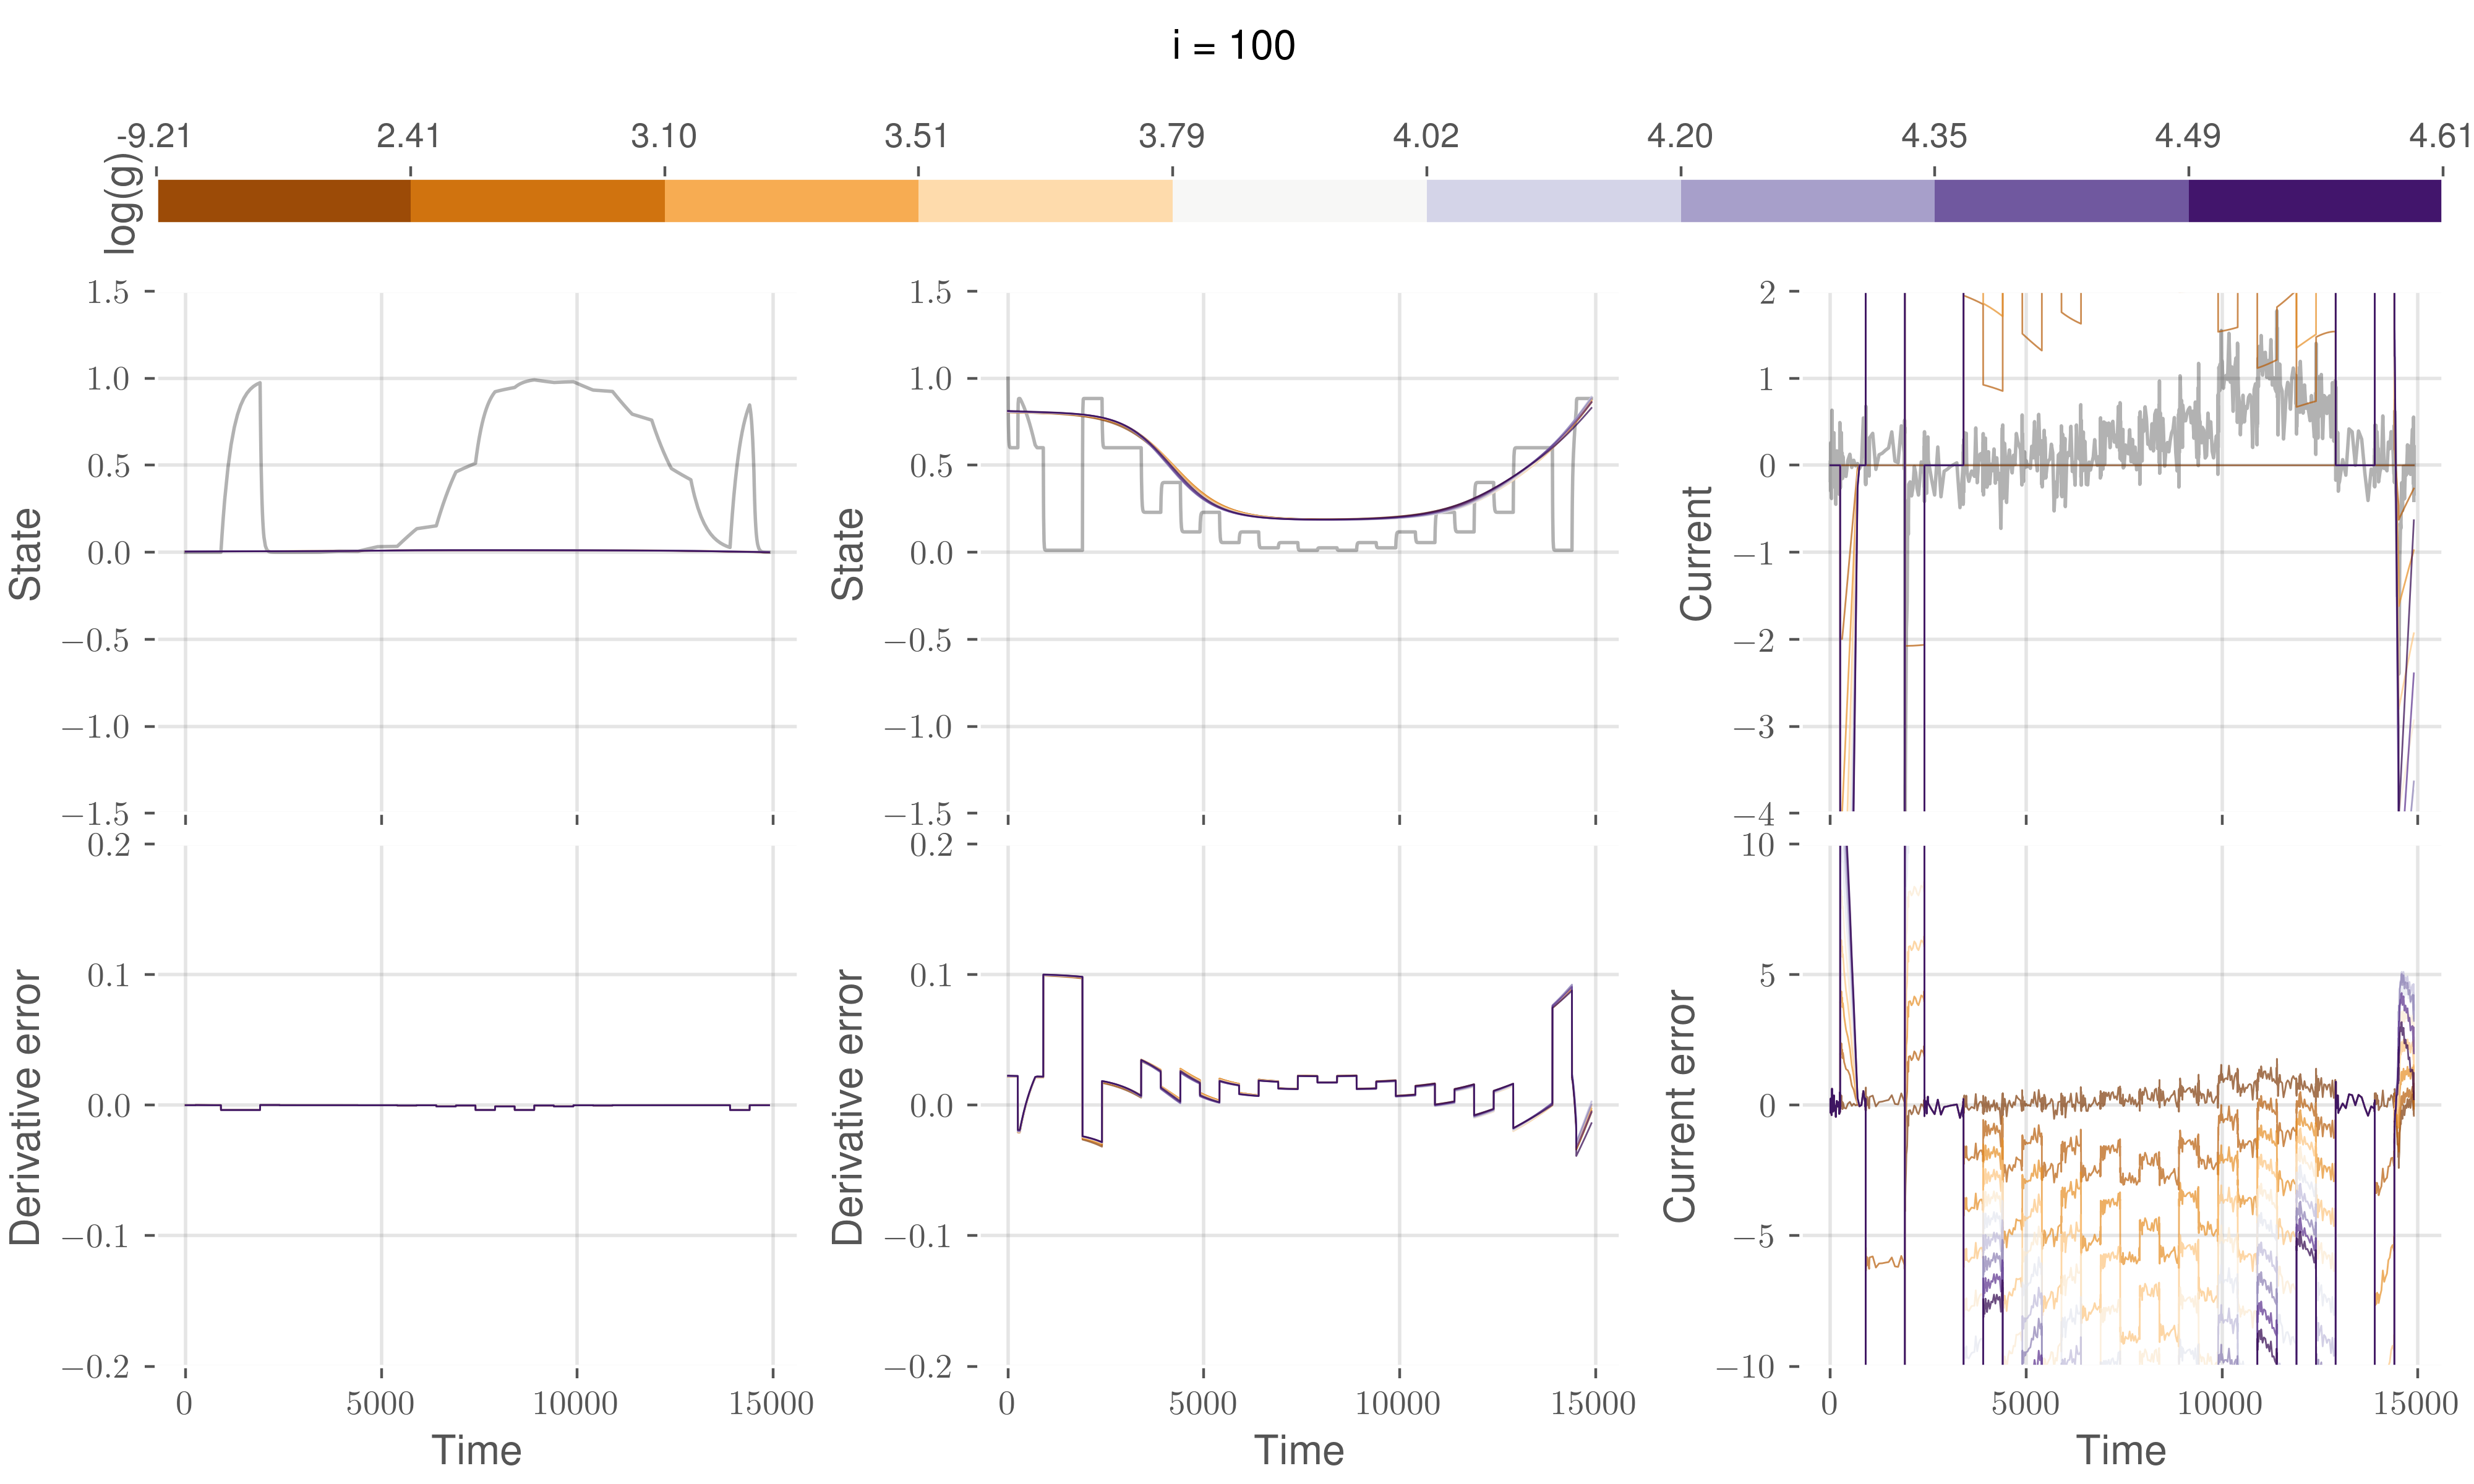 i = 100
-9.21 2.41 3.10 3.51 3.79 4.02 4.20 4.35 4.49 4.61
log(g)
1.5 1.0 0.5 0.0 −0.5 −1.0 −1.5
State
1.5 1.0 0.5 0.0 −0.5 −1.0 −1.5
State
2 1 0 −1 −2 −3 −4
Current
0.2 0.1 0.0 −0.1 −0.2
Derivative error
0.2 0.1 0.0 −0.1 −0.2
Derivative error
10 5 0 −5 −10
Current error
0 5000 10000 15000
0 5000 10000 15000
0 5000 10000 15000
Time
Time
Time